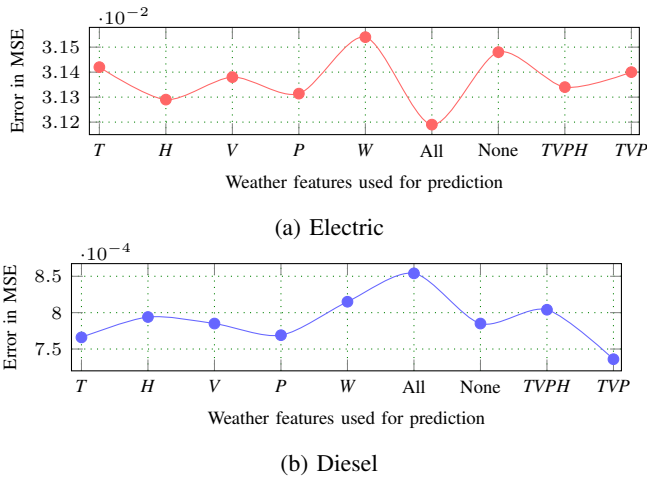 ·10⁻²
Error in MSE
3.15
3.14
3.13
3.12
T H V P W All None TVPH TVP
Weather features used for prediction
(a) Electric
·10⁻⁴
Error in MSE
8.5
8
7.5
T H V P W All None TVPH TVP
Weather features used for prediction
(b) Diesel